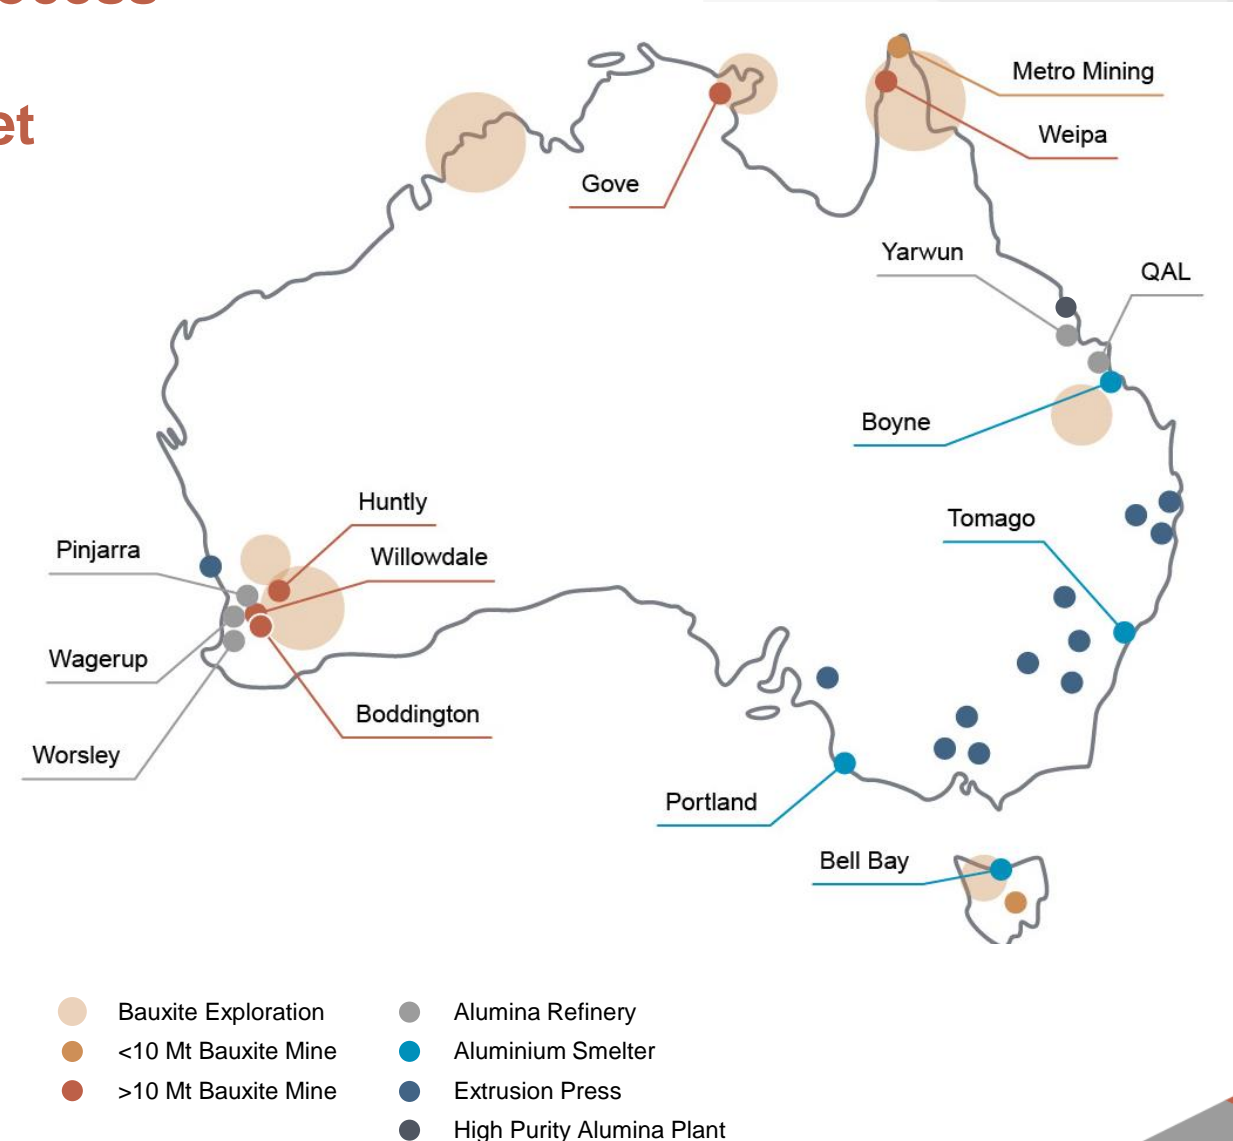 et
Metro Mining
Weipa
Gove
Yarwun
QAL
Boyne
Huntly
Tomago
Pinjarra
Willowdale
Wagerup
Boddington
Worsley
Portland
Bell Bay
Bauxite Exploration
<10 Mt Bauxite Mine
>10 Mt Bauxite Mine
Alumina Refinery
Aluminium Smelter
Extrusion Press
High Purity Alumina Plant